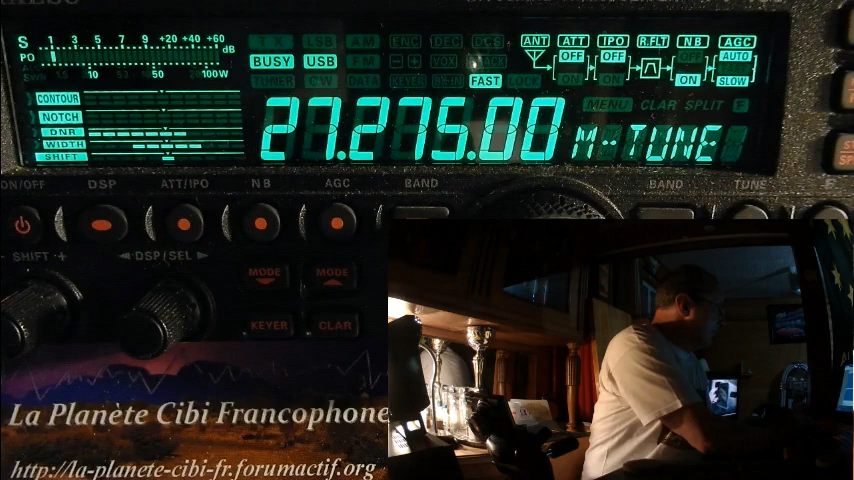 S 1 3 5 7 9 +20 +40 +60 dB
PO
10 50 100W
TX USB AM ENC DEC DCS
BUSY USB FM VOX
TUNER CW DATA KEYER BK-IN FAST LOCK
ANT ATT IPO R.FLT NB AGC
OFF OFF OFF AUTO
ON ON ON SLOW
CONTOUR
NOTCH
DNR
WIDTH
SHIFT
MENU CLAR SPLIT
27.275.00 M-TUNE
ON/OFF DSP ATT/IPO NB AGC BAND BAND TUNE
- SHIFT + ◄DSP/SEL►
MODE MODE
KEYER CLAR
La Planète Cibi Francophone
http://la-planete-cibi-fr.forumactif.org